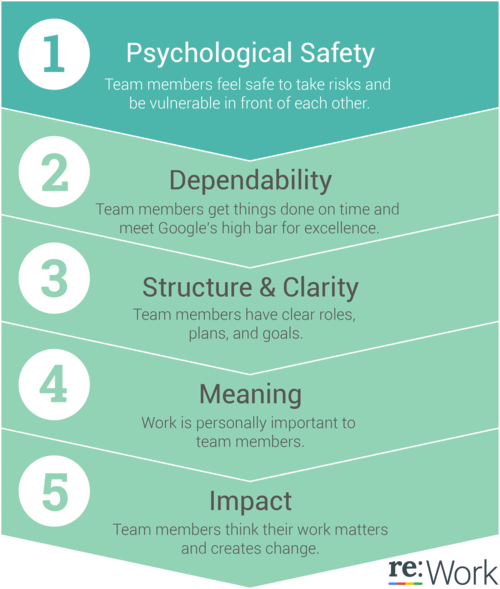 1
Psychological Safety
Team members feel safe to take risks and
be vulnerable in front of each other.
2
Dependability
Team members get things done on time and
meet Google's high bar for excellence.
3
Structure & Clarity
Team members have clear roles,
plans, and goals.
4
Meaning
Work is personally important to
team members.
5
Impact
Team members think their work matters
and creates change.
re:Work